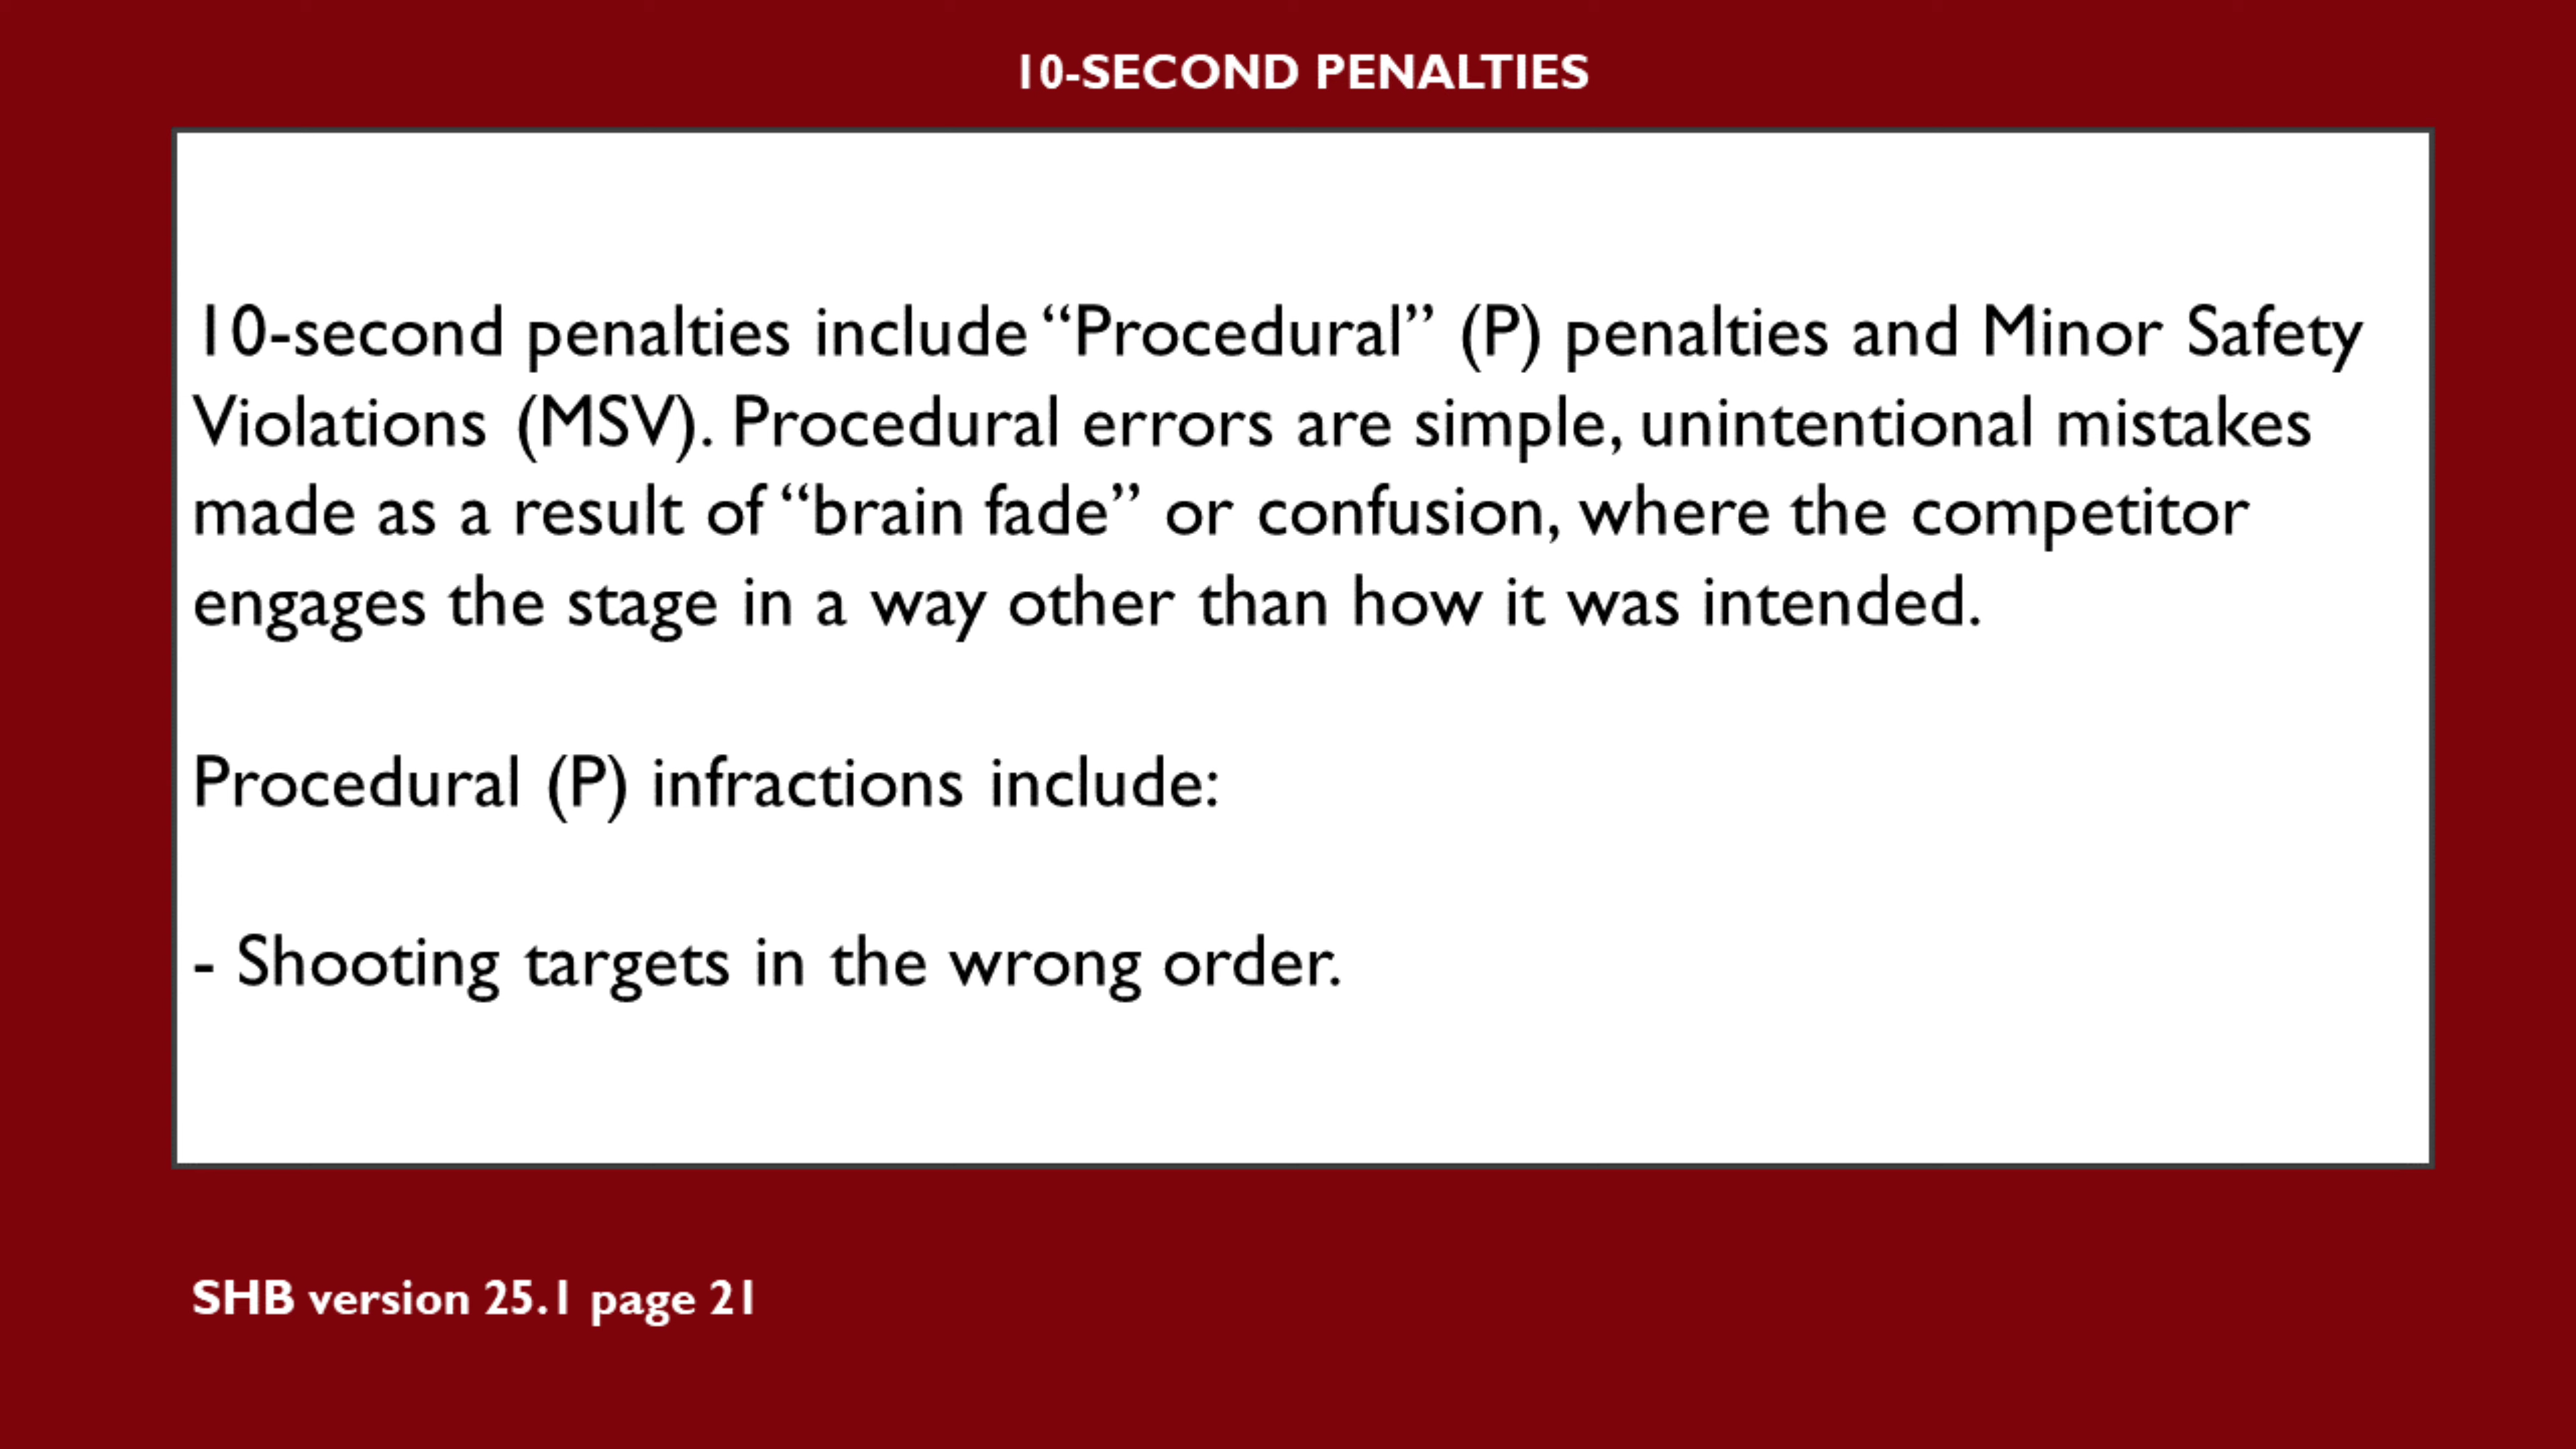 10-SECOND PENALTIES
10-second penalties include “Procedural” (P) penalties and Minor Safety
Violations (MSV). Procedural errors are simple, unintentional mistakes
made as a result of “brain fade” or confusion, where the competitor
engages the stage in a way other than how it was intended.
Procedural (P) infractions include:
- Shooting targets in the wrong order.
SHB version 25.1 page 21